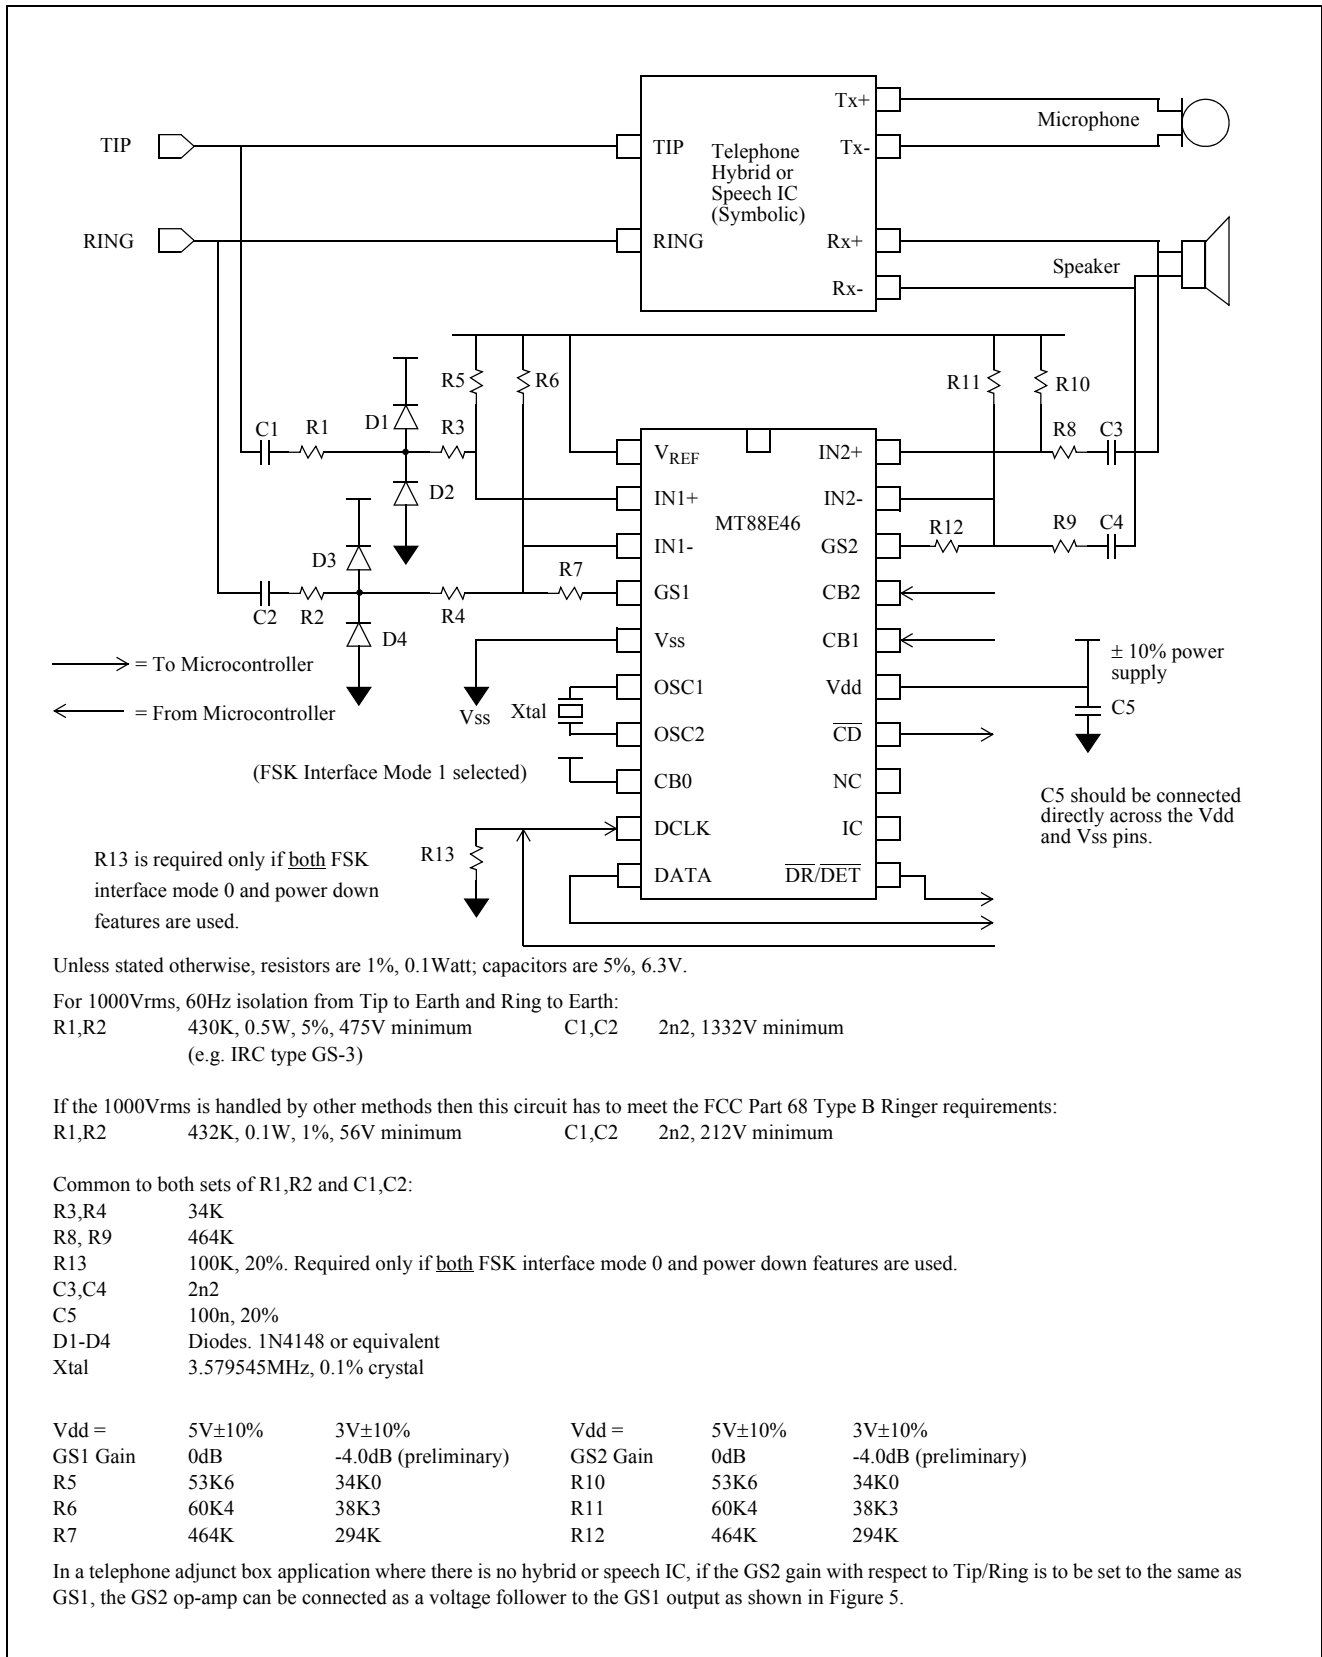 Tx+
Microphone
TIP
TIP
Telephone
Hybrid or
Speech IC
(Symbolic)
Tx-
RING
RING
Rx+
Speaker
Rx-
R5
R6
R11
R10
C1
R1
D1
R3
R8
C3
VREF
IN2+
D2
IN1+
IN2-
MT88E46
R12
R9
C4
D3
IN1-
GS2
R7
GS1
CB2
C2
R2
R4
D4
Vss
CB1
± 10% power
supply
= To Microcontroller
OSC1
Vdd
C5
Vss
Xtal
= From Microcontroller
OSC2
CD
(FSK Interface Mode 1 selected)
CB0
NC
C5 should be connected
directly across the Vdd
and Vss pins.
DCLK
IC
R13
R13 is required only if both FSK
interface mode 0 and power down
features are used.
DATA
DR/DET
Unless stated otherwise, resistors are 1%, 0.1Watt; capacitors are 5%, 6.3V.
For 1000Vrms, 60Hz isolation from Tip to Earth and Ring to Earth:
R1,R2 430K, 0.5W, 5%, 475V minimum C1,C2 2n2, 1332V minimum
(e.g. IRC type GS-3)
If the 1000Vrms is handled by other methods then this circuit has to meet the FCC Part 68 Type B Ringer requirements:
R1,R2 432K, 0.1W, 1%, 56V minimum C1,C2 2n2, 212V minimum
Common to both sets of R1,R2 and C1,C2:
R3,R4 34K
R8, R9 464K
R13 100K, 20%. Required only if both FSK interface mode 0 and power down features are used.
C3,C4 2n2
C5 100n, 20%
D1-D4 Diodes. 1N4148 or equivalent
Xtal 3.579545MHz, 0.1% crystal
Vdd = 5V±10% 3V±10% Vdd = 5V±10% 3V±10%
GS1 Gain 0dB -4.0dB (preliminary) GS2 Gain 0dB -4.0dB (preliminary)
R5 53K6 34K0 R10 53K6 34K0
R6 60K4 38K3 R11 60K4 38K3
R7 464K 294K R12 464K 294K
In a telephone adjunct box application where there is no hybrid or speech IC, if the GS2 gain with respect to Tip/Ring is to be set to the same as
GS1, the GS2 op-amp can be connected as a voltage follower to the GS1 output as shown in Figure 5.